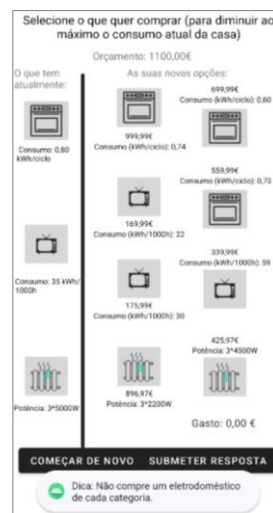 Selecione o que quer comprar (para diminuir ao
máximo o consumo atual da casa)
Orçamento: 1100,00€
O que tem
atualmente:
As suas novas opções:
Consumo: 0,80
kWh/ciclo
999,99€
Consumo (kWh/ciclo): 0,74
699,99€
Consumo (kWh/ciclo): 0,60
559,99€
Consumo (kWh/ciclo): 0,70
Consumo: 35 kWh/
1000h
169,99€
Consumo (kWh/1000h): 22
339,99€
Consumo (kWh/1000h): 59
175,99€
Consumo (kWh/1000h): 30
Potência: 3*5000W
896,97€
Potência: 3*2200W
425,97€
Potência: 3*4500W
Gasto: 0,00 €
COMEÇAR DE NOVO SUBMETER RESPOSTA
Dica: Não compre um eletrodoméstico
de cada categoria.